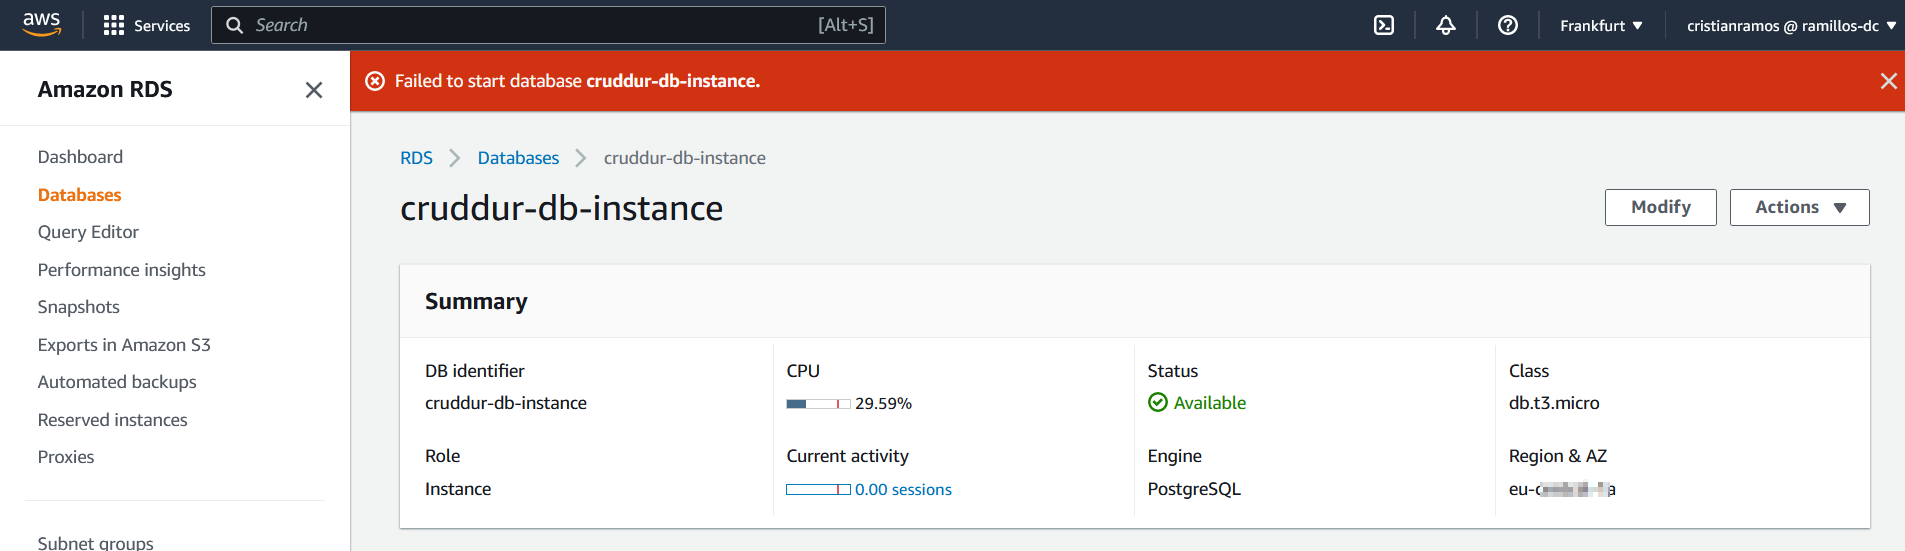 aws Services Search [Alt+S] Frankfurt cristianramos @ ramillos-dc
Amazon RDS
Dashboard
Databases
Query Editor
Performance insights
Snapshots
Exports in Amazon S3
Automated backups
Reserved instances
Proxies
Subnet groups
Failed to start database cruddur-db-instance.
RDS Databases cruddur-db-instance
cruddur-db-instance
Modify Actions
Summary
DB identifier
cruddur-db-instance
CPU
29.59%
Status
Available
Class
db.t3.micro
Role
Instance
Current activity
0.00 sessions
Engine
PostgreSQL
Region & AZ